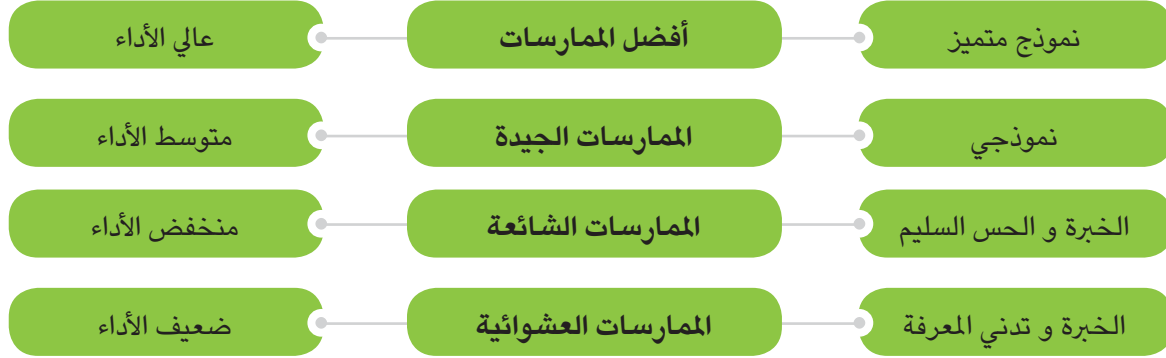 نموذج متميز
أفضل الممارسات
عالي الأداء
نموذجي
الممارسات الجيدة
متوسط الأداء
الخبرة و الحس السليم
الممارسات الشائعة
منخفض الأداء
الخبرة و تدني المعرفة
الممارسات العشوائية
ضعيف الأداء